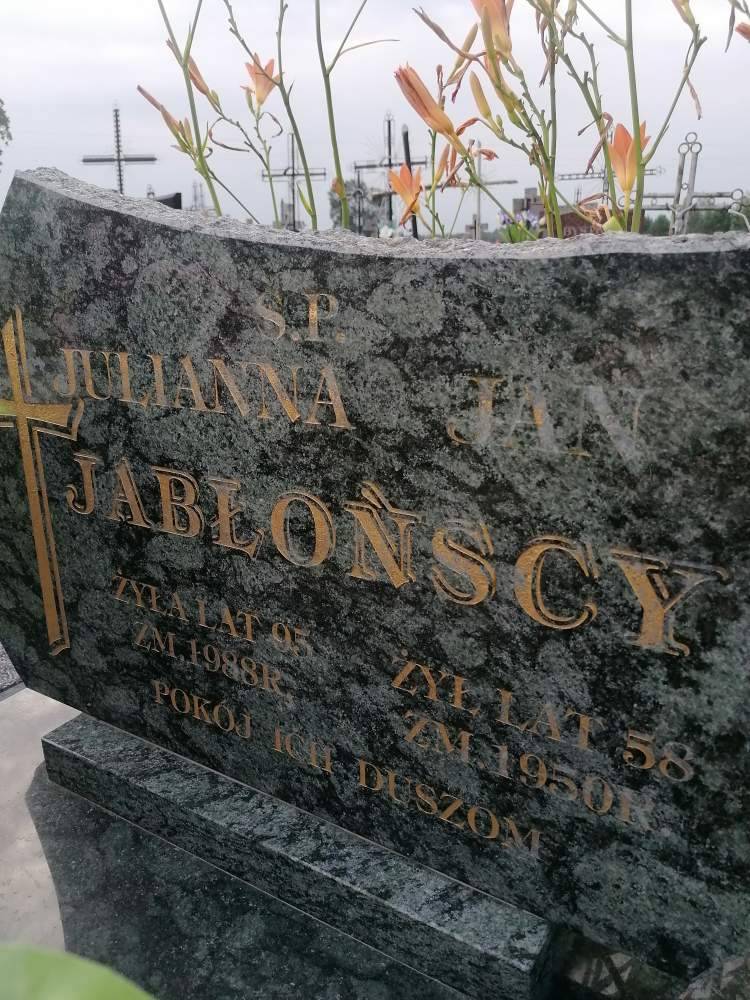 Ś.P.
JULIANNA JAN
JABŁOŃSCY
ŻYŁA LAT 95
ZM. 1988R.
ŻYŁ LAT 58
ZM. 1950R.
POKÓJ ICH DUSZOM